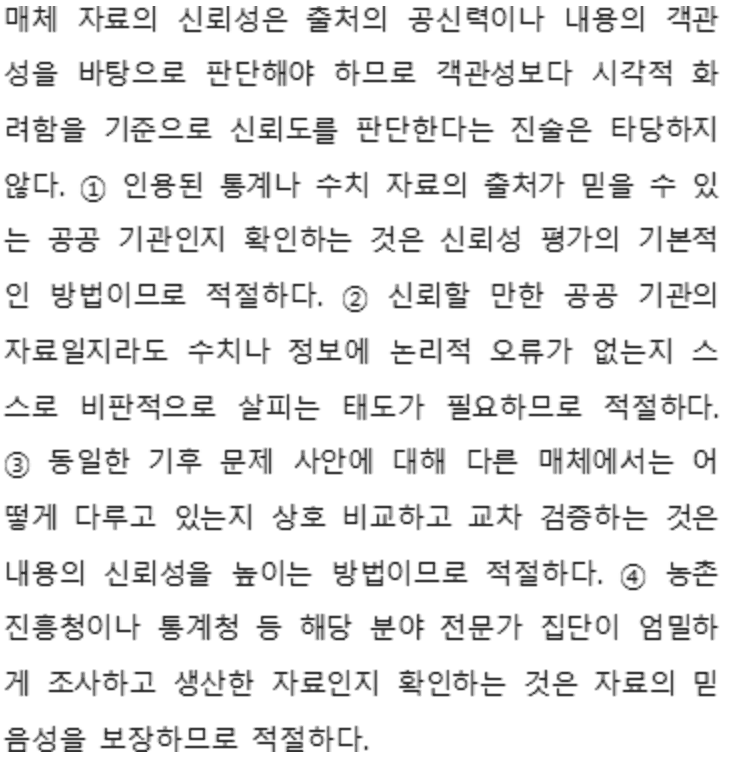 매체 자료의 신뢰성은 출처의 공신력이나 내용의 객관
성을 바탕으로 판단해야 하므로 객관성보다 시각적 화
려함을 기준으로 신뢰도를 판단한다는 진술은 타당하지
않다. ① 인용된 통계나 수치 자료의 출처가 믿을 수 있
는 공공 기관인지 확인하는 것은 신뢰성 평가의 기본적
인 방법이므로 적절하다. ② 신뢰할 만한 공공 기관의
자료일지라도 수치나 정보에 논리적 오류가 없는지 스
스로 비판적으로 살피는 태도가 필요하므로 적절하다.
③ 동일한 기후 문제 사안에 대해 다른 매체에서는 어
떻게 다루고 있는지 상호 비교하고 교차 검증하는 것은
내용의 신뢰성을 높이는 방법이므로 적절하다. ④ 농촌
진흥청이나 통계청 등 해당 분야 전문가 집단이 엄밀하
게 조사하고 생산한 자료인지 확인하는 것은 자료의 믿
음성을 보장하므로 적절하다.